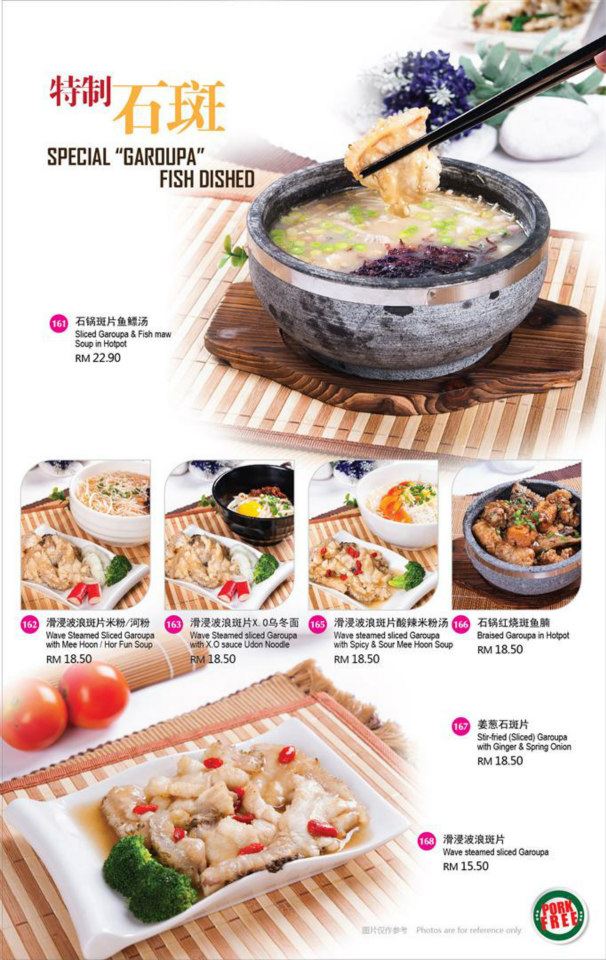 特制石斑
SPECIAL "GAROUPA"
FISH DISHED
161 石锅斑片鱼鳔汤
Sliced Garoupa & Fish maw
Soup in Hotpot
RM 22.90
162 滑浸波浪斑片米粉/河粉
Wave Steamed Sliced Garoupa
with Mee Hoon / Hor Fun Soup
RM 18.50
163 滑浸波浪斑片X.O乌冬面
Wave Steamed sliced Garoupa
with X.O sauce Udon Noodle
RM 18.50
165 滑浸波浪斑片酸辣米粉汤
Wave steamed sliced Garoupa
with Spicy & Sour Mee Hoon Soup
RM 18.50
166 石锅红烧斑鱼腩
Braised Garoupa in Hotpot
RM 18.50
167 姜葱石斑片
Stir-fried (Sliced) Garoupa
with Ginger & Spring Onion
RM 18.50
168 滑浸波浪斑片
Wave steamed sliced Garoupa
RM 15.50
图片仅作参考 Photos are for reference only
PORK
FREE